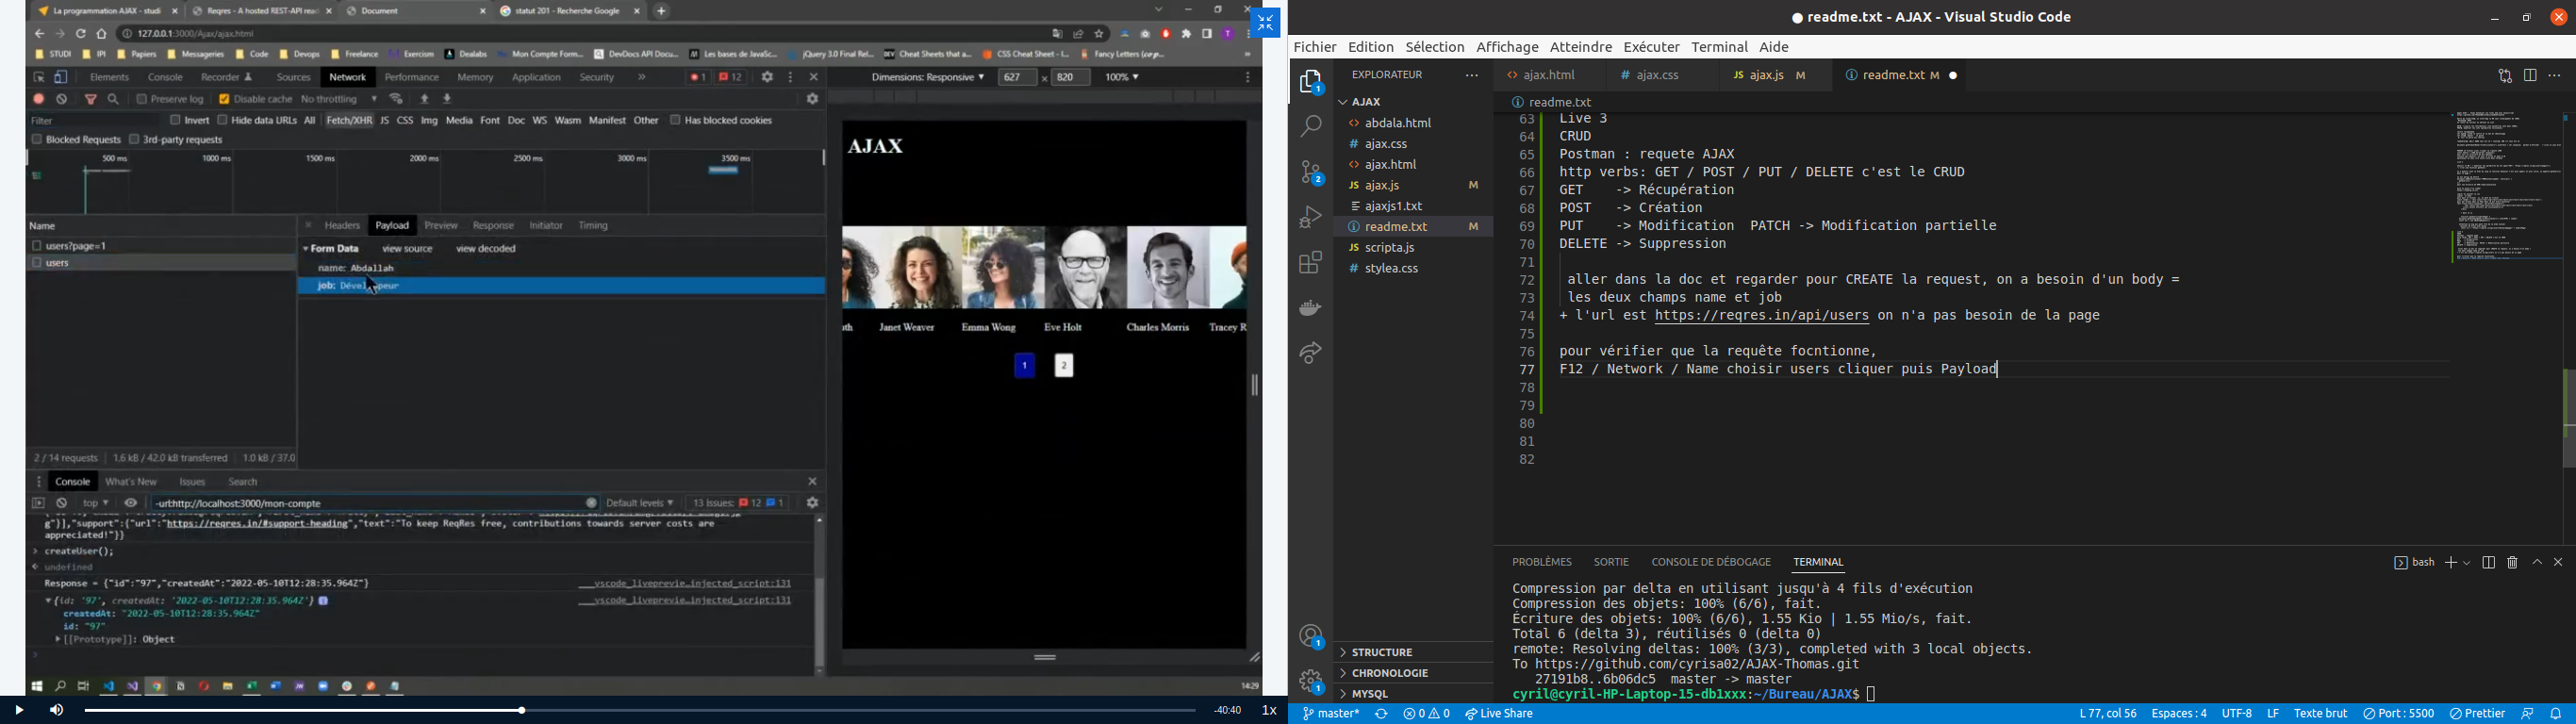 La programmation AJAX - studi
Reqres - A hosted REST-API read
Document
statut 201 - Recherche Google
127.0.0.1:3000/Ajax/ajax.html
STUDI IPI Papiers Messageries Code Devops Freelance Exercism Dealabs Mon Compte Form... DevDocs API Docu... Les bases de JavaSc... jQuery 3.0 Final Rel... Cheat Sheets that a... CSS Cheat Sheet - I... Fancy Letters
Elements Console Recorder Sources Network Performance Memory Application Security » 1 12
Preserve log Disable cache No throttling
Filter Invert Hide data URLs All Fetch/XHR JS CSS Img Media Font Doc WS Wasm Manifest Other Has blocked cookies
Blocked Requests 3rd-party requests
500 ms 1000 ms 1500 ms 2000 ms 2500 ms 3000 ms 3500 ms
Name
users?page=1
users
Headers Payload Preview Response Initiator Timing
Form Data view source view decoded
name: Abdallah
job:
2 / 14 requests 1.6 kB / 42.0 kB transferred 1.0 kB / 37.0
Console What's New Issues Search
top -url:http://localhost:3000/mon-compte Default levels 13 Issues: 12 1
g"}],"support":{"url":"https://reqres.in/#support-heading","text":"To keep ReqRes free, contributions towards server costs are
appreciated!"}}
createUser();
undefined
Response = {"id":"97","createdAt":"2022-05-10T12:28:35.964Z"} ___vscode_liveprevie…injected_script:131
{id: '97', createdAt: '2022-05-10T12:28:35.964Z'} ___vscode_liveprevie…injected_script:131
createdAt: "2022-05-10T12:28:35.964Z"
id: "97"
[[Prototype]]: Object
Dimensions: Responsive 627 × 820 100%
AJAX
Janet Weaver Emma Wong Eve Holt Charles Morris Tracey R
1 2
14:29
-40:40 1x
● readme.txt - AJAX - Visual Studio Code
Fichier Edition Sélection Affichage Atteindre Exécuter Terminal Aide
EXPLORATEUR
AJAX
abdala.html
ajax.css
ajax.html
ajax.js M
ajaxjs1.txt
readme.txt M
scripta.js
stylea.css
STRUCTURE
CHRONOLOGIE
MYSQL
ajax.html ajax.css ajax.js M readme.txt M
readme.txt
63 Live 3
64 CRUD
65 Postman : requete AJAX
66 http verbs: GET / POST / PUT / DELETE c'est le CRUD
67 GET -> Récupération
68 POST -> Création
69 PUT -> Modification PATCH -> Modification partielle
70 DELETE -> Suppression
71
72 aller dans la doc et regarder pour CREATE la request, on a besoin d'un body =
73 les deux champs name et job
74 + l'url est https://reqres.in/api/users on n'a pas besoin de la page
75
76 pour vérifier que la requête focntionne,
77 F12 / Network / Name choisir users cliquer puis Payload
78
79
80
81
82
PROBLÈMES SORTIE CONSOLE DE DÉBOGAGE TERMINAL bash
Compression par delta en utilisant jusqu'à 4 fils d'exécution
Compression des objets: 100% (6/6), fait.
Écriture des objets: 100% (6/6), 1.55 Kio | 1.55 Mio/s, fait.
Total 6 (delta 3), réutilisés 0 (delta 0)
remote: Resolving deltas: 100% (3/3), completed with 3 local objects.
To https://github.com/cyrisa02/AJAX-Thomas.git
27191b8..6b06dc5 master -> master
cyril@cyril-HP-Laptop-15-db1xxx:~/Bureau/AJAX$
master* 0 0 Live Share L 77, col 56 Espaces : 4 UTF-8 LF Texte brut Port : 5500 Prettier